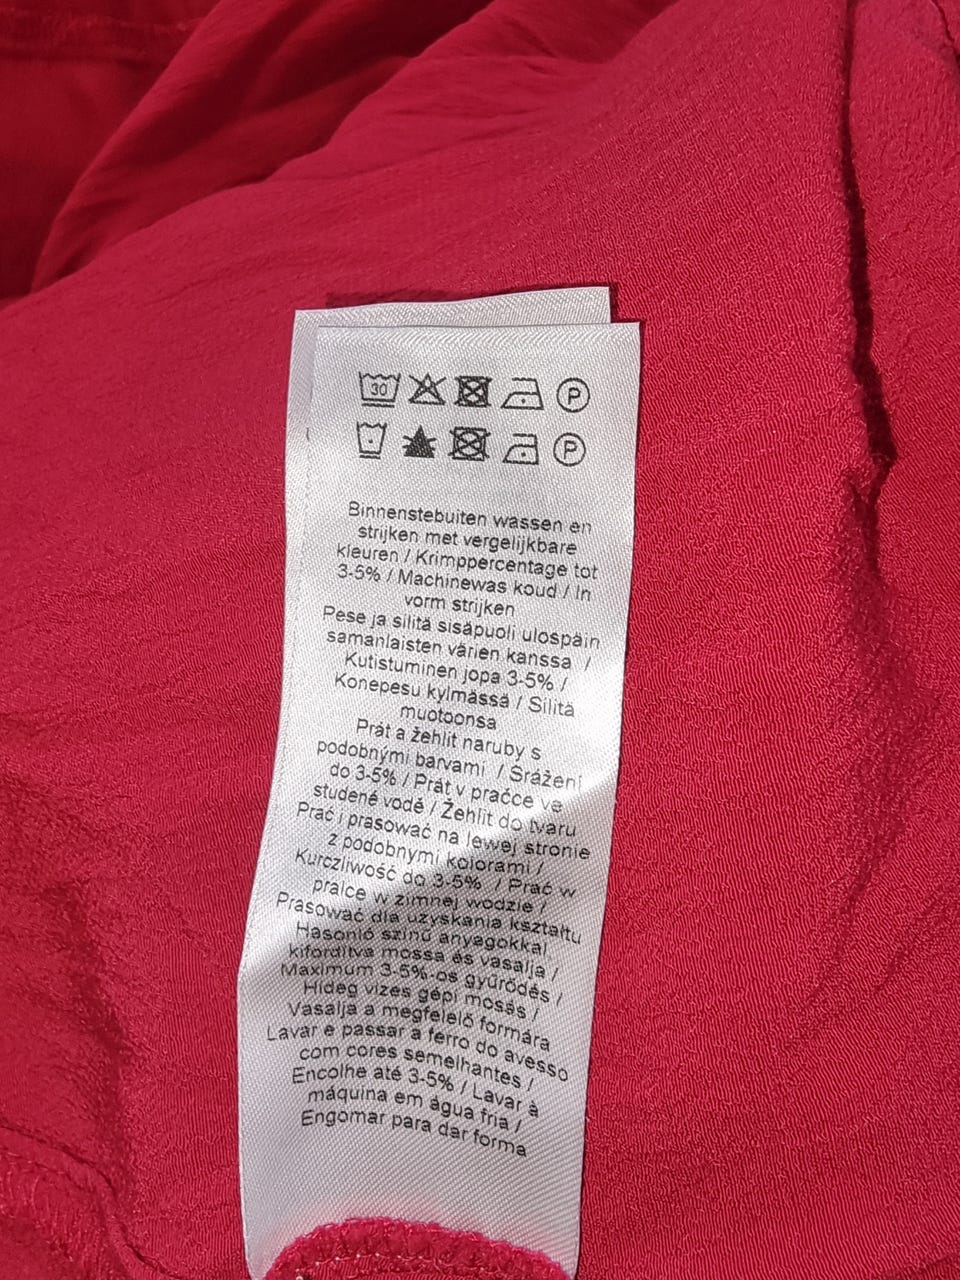 30 P
P
Binnenstebuiten wassen en
strijken met vergelijkbare
kleuren / Krimppercentage tot
3-5% / Machinewas koud / In
vorm strijken
Pese ja silitä sisäpuoli ulospäin
samanlaisten värien kanssa /
Kutistuminen jopa 3-5% /
Konepesu kylmässä / Silitä
muotoonsa
Prát a žehlit naruby s
podobnými barvami / Srážení
do 3-5% / Prát v pračce ve
studené vodě / Žehlit do tvaru
Prać i prasować na lewej stronie
z podobnymi kolorami /
Kurczliwość do 3-5% / Prać w
pralce w zimnej wodzie /
Prasować dla uzyskania kształtu
Hasonló színű anyagokkal,
kifordítva mossa és vasalja /
Maximum 3-5%-os gyűrődés /
Hideg vizes gépi mosás /
Vasalja a megfelelő formára
Lavar e passar a ferro do avesso
com cores semelhantes /
Encolhe até 3-5% / Lavar à
máquina em água fria /
Engomar para dar forma